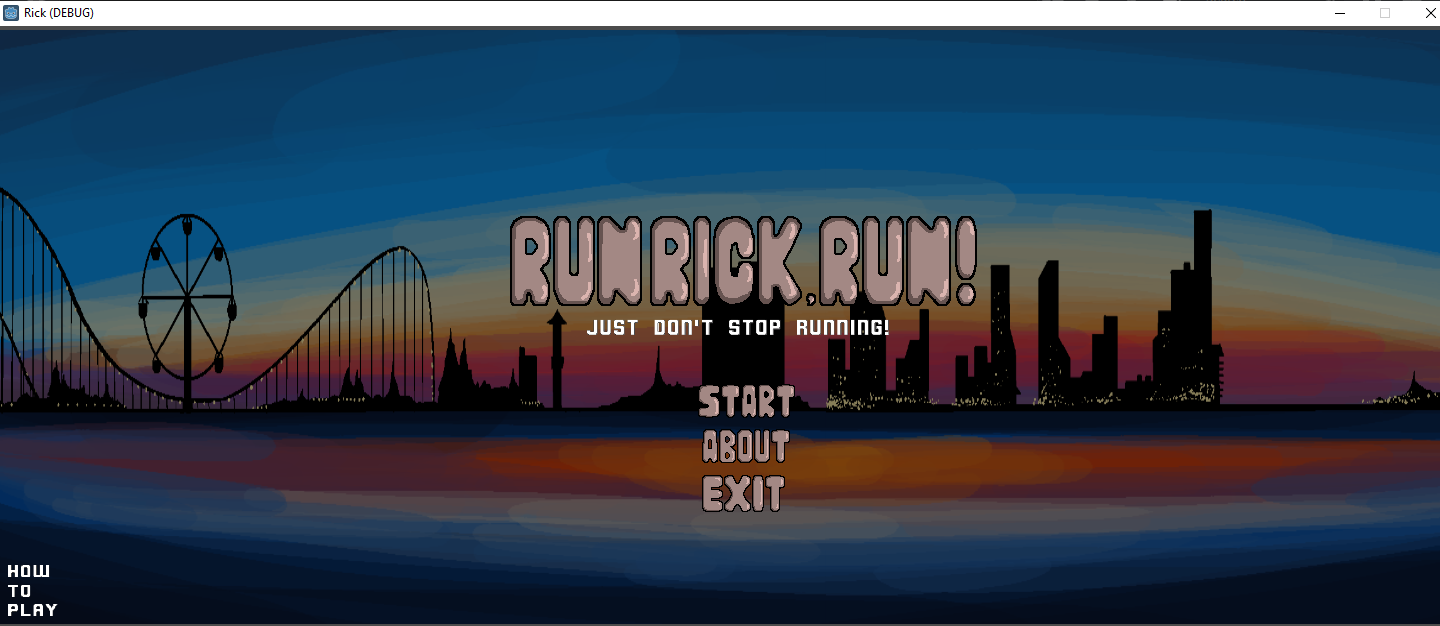 Rick (DEBUG)
RUN RICK, RUN!
JUST DON'T STOP RUNNING!
START
ABOUT
EXIT
HOW
TO
PLAY